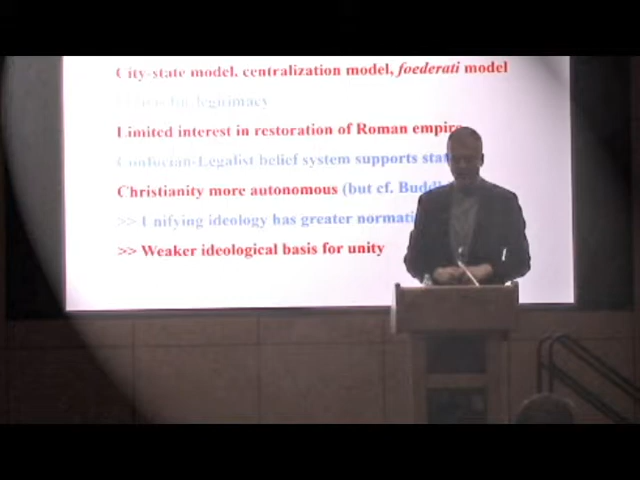 City-state model. centralization model, foederati model
legitimacy
Limited interest in restoration of Roman empire
Confucian-Legalist belief system supports
Christianity more autonomous (but cf.
>> Unifying ideology has greater
>> Weaker ideological basis for unity